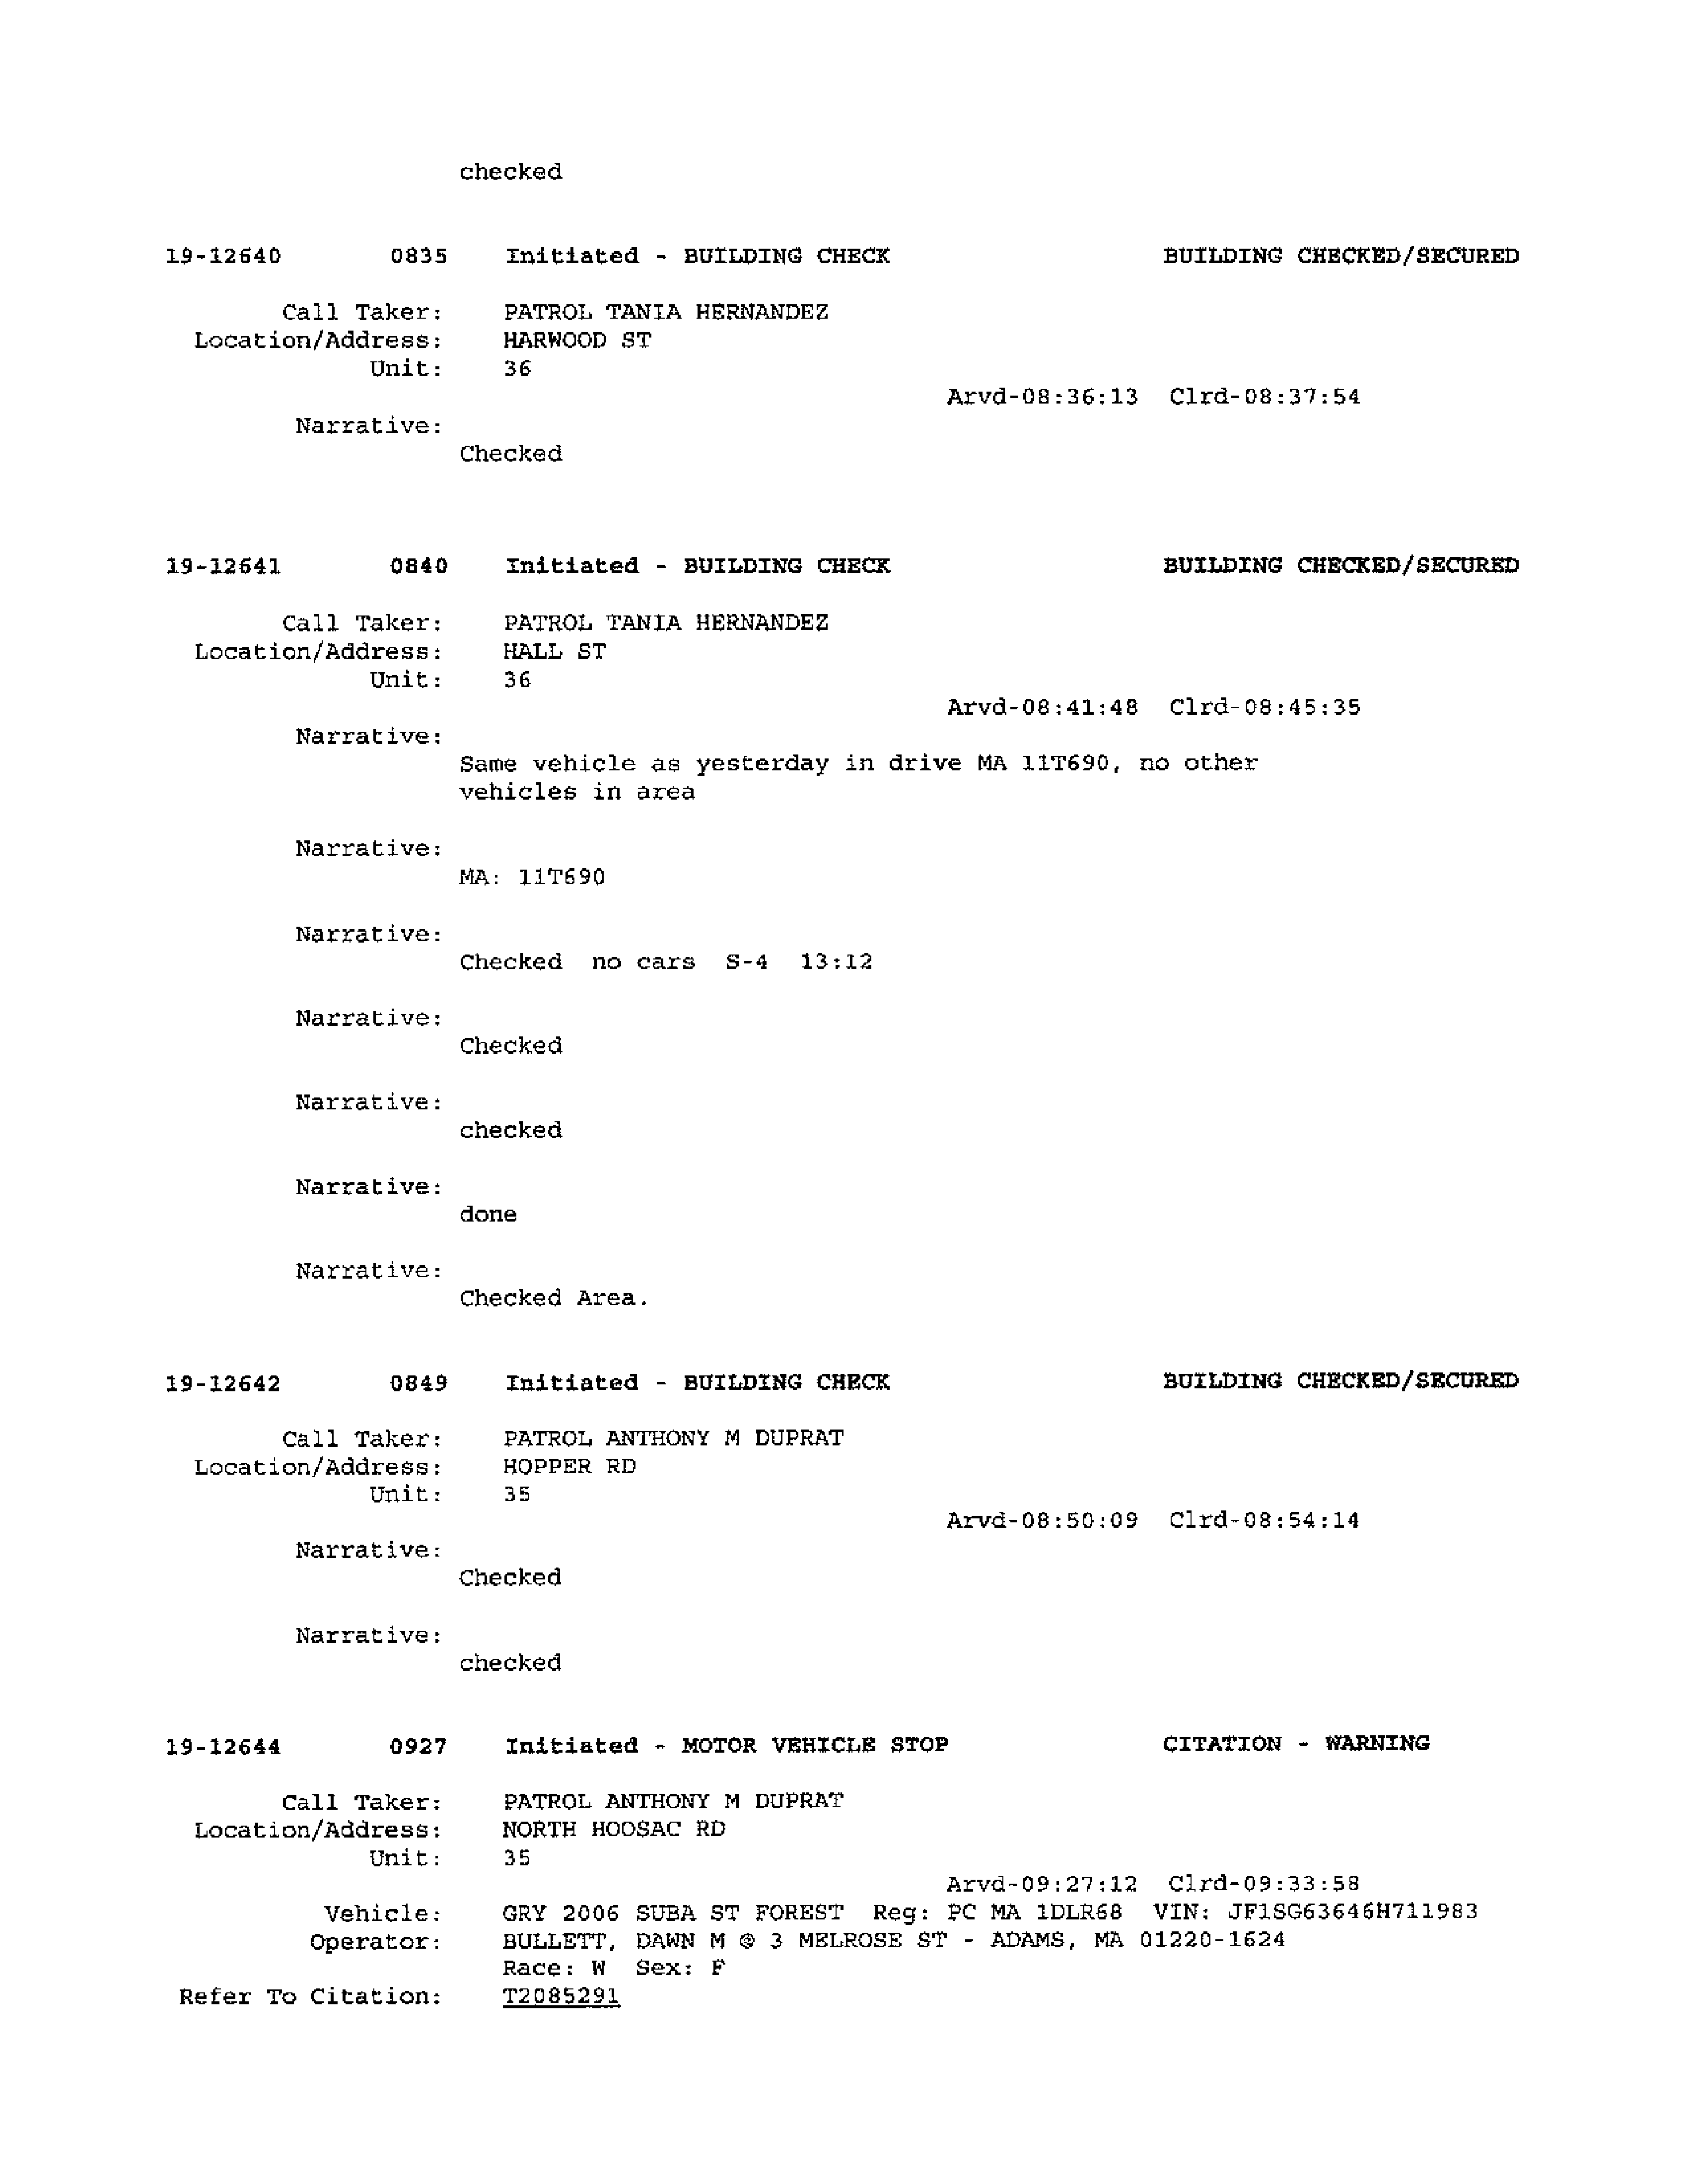 checked
19-12640 0835 Initiated - BUILDING CHECK BUILDING CHECKED/SECURED
Call Taker: PATROL TANIA HERNANDEZ
Location/Address: HARWOOD ST
Unit: 36
Arvd-08:36:13 Clrd-08:37:54
Narrative:
Checked
19-12641 0840 Initiated - BUILDING CHECK BUILDING CHECKED/SECURED
Call Taker: PATROL TANIA HERNANDEZ
Location/Address: HALL ST
Unit: 36
Arvd-08:41:48 Clrd-08:45:35
Narrative:
Same vehicle as yesterday in drive MA 11T690, no other
vehicles in area
Narrative:
MA: 11T690
Narrative:
Checked no cars S-4 13:12
Narrative:
Checked
Narrative:
checked
Narrative:
done
Narrative:
Checked Area.
19-12642 0849 Initiated - BUILDING CHECK BUILDING CHECKED/SECURED
Call Taker: PATROL ANTHONY M DUPRAT
Location/Address: HOPPER RD
Unit: 35
Arvd-08:50:09 Clrd-08:54:14
Narrative:
Checked
Narrative:
checked
19-12644 0927 Initiated - MOTOR VEHICLE STOP CITATION - WARNING
Call Taker: PATROL ANTHONY M DUPRAT
Location/Address: NORTH HOOSAC RD
Unit: 35
Arvd-09:27:12 Clrd-09:33:58
Vehicle: GRY 2006 SUBA ST FOREST Reg: PC MA 1DLR68 VIN: JF1SG63646H711983
Operator: BULLETT, DAWN M @ 3 MELROSE ST - ADAMS, MA 01220-1624
Race: W Sex: F
Refer To Citation: T2085291